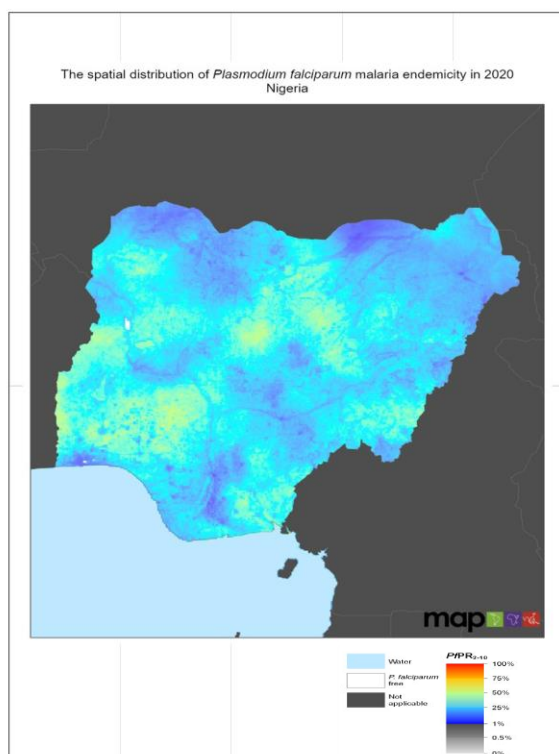 The spatial distribution of Plasmodium falciparum malaria endemicity in 2020
Nigeria
map
Water
P. falciparum
free
Not
applicable
PfPR2-10
100%
75%
50%
25%
1%
0.5%
0%